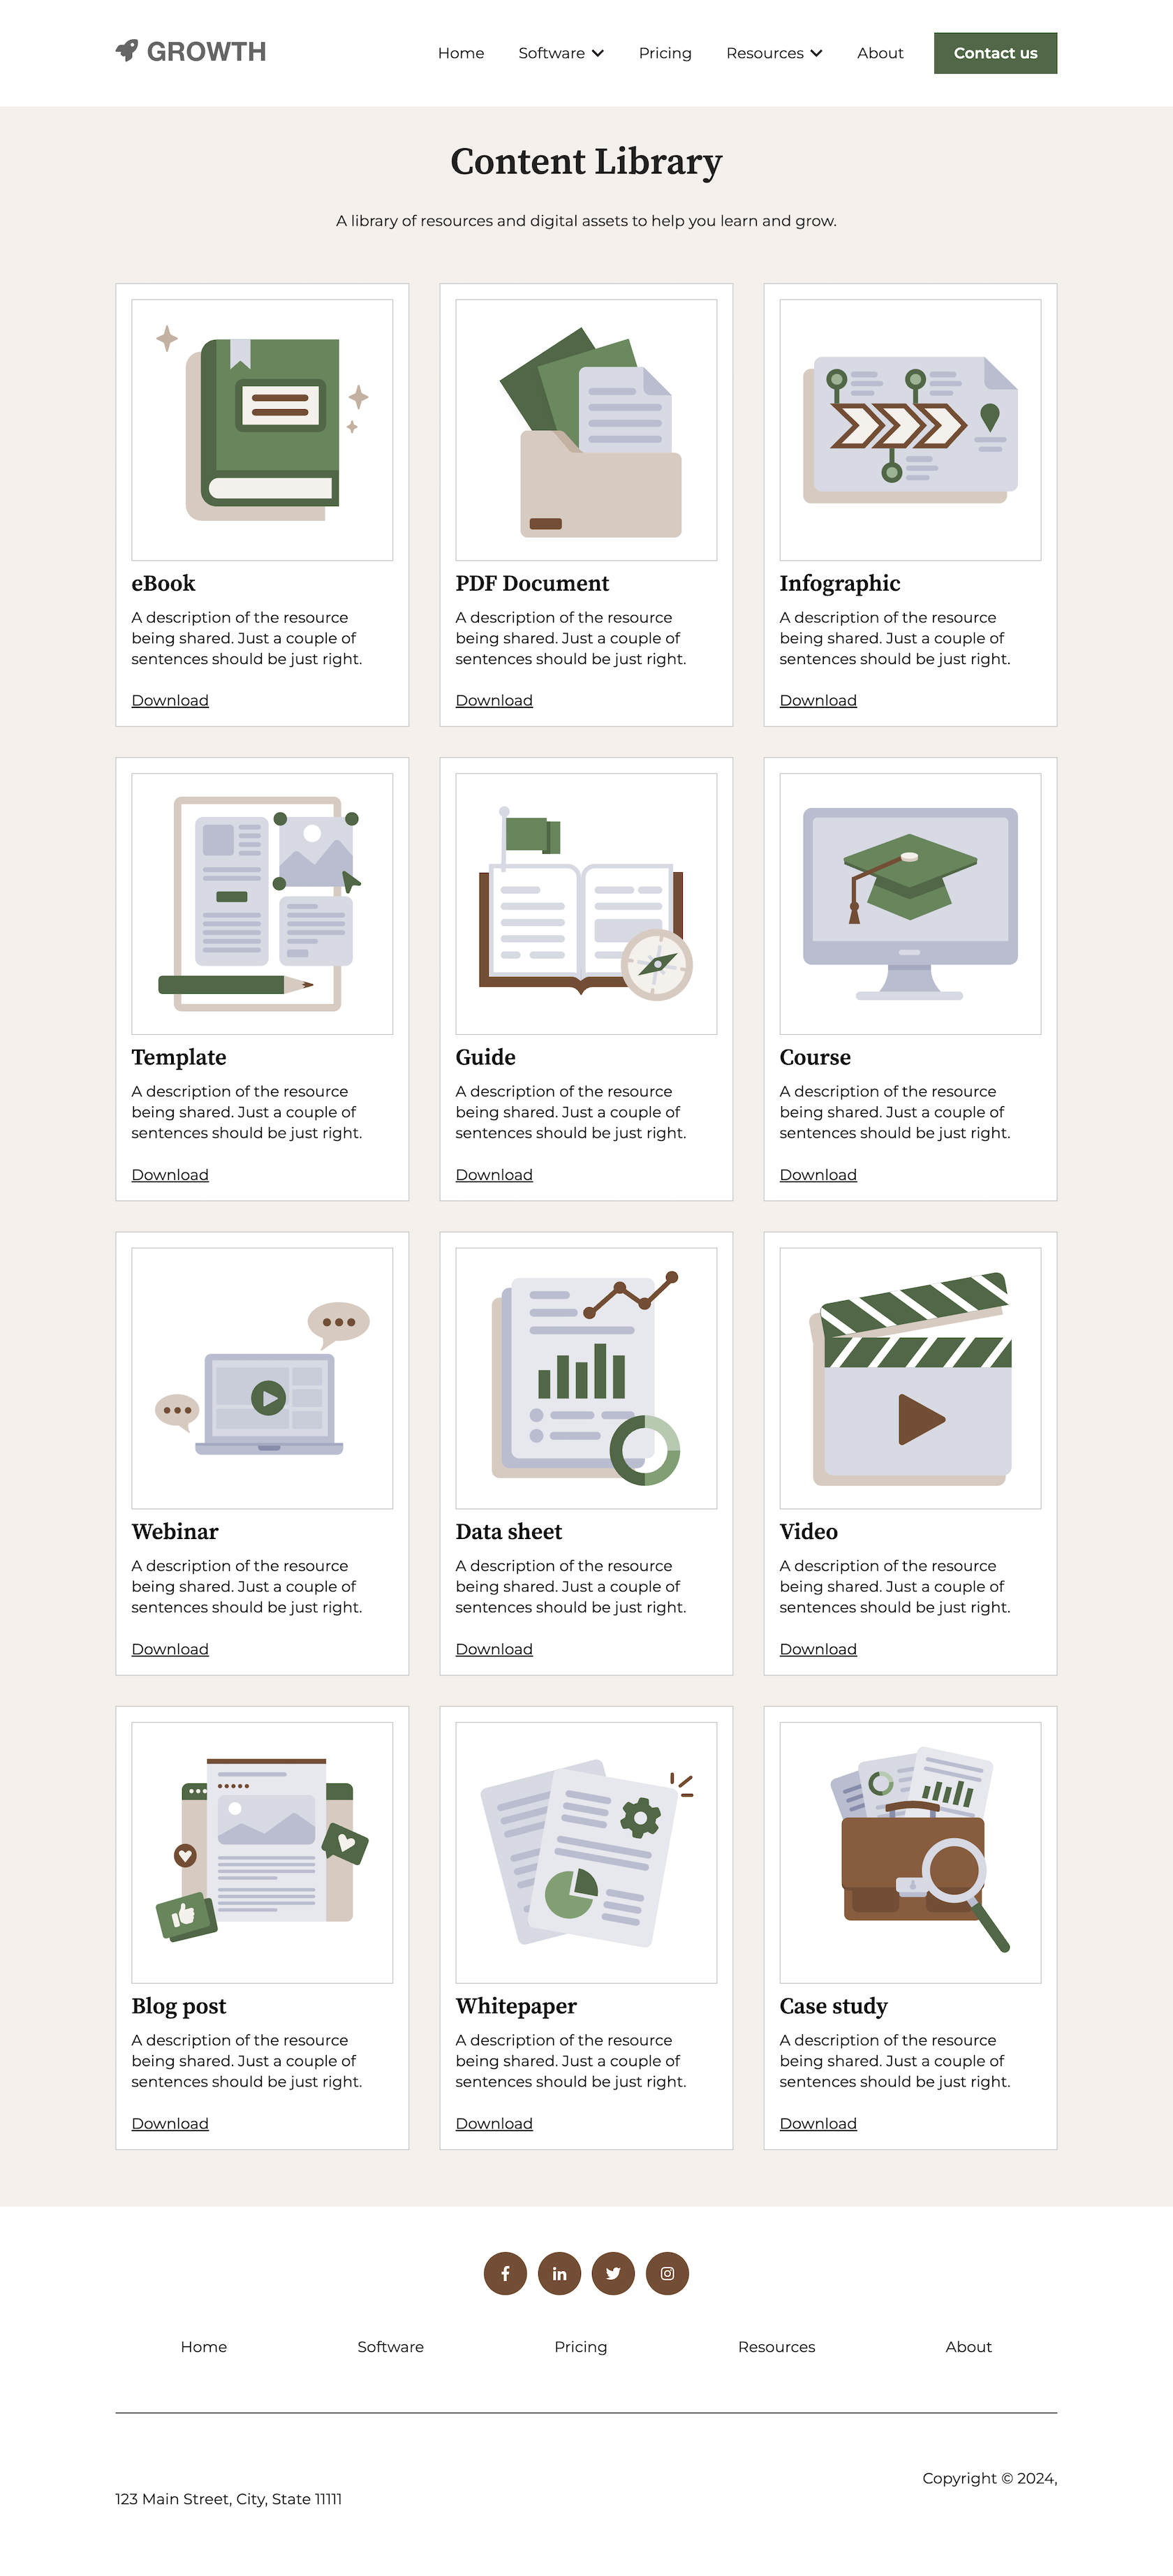 GROWTH
Home Software Pricing Resources About Contact us
Content Library
A library of resources and digital assets to help you learn and grow.
eBook
A description of the resource
being shared. Just a couple of
sentences should be just right.
Download
PDF Document
A description of the resource
being shared. Just a couple of
sentences should be just right.
Download
Infographic
A description of the resource
being shared. Just a couple of
sentences should be just right.
Download
Template
A description of the resource
being shared. Just a couple of
sentences should be just right.
Download
Guide
A description of the resource
being shared. Just a couple of
sentences should be just right.
Download
Course
A description of the resource
being shared. Just a couple of
sentences should be just right.
Download
Webinar
A description of the resource
being shared. Just a couple of
sentences should be just right.
Download
Data sheet
A description of the resource
being shared. Just a couple of
sentences should be just right.
Download
Video
A description of the resource
being shared. Just a couple of
sentences should be just right.
Download
Blog post
A description of the resource
being shared. Just a couple of
sentences should be just right.
Download
Whitepaper
A description of the resource
being shared. Just a couple of
sentences should be just right.
Download
Case study
A description of the resource
being shared. Just a couple of
sentences should be just right.
Download
Home Software Pricing Resources About
Copyright © 2024,
123 Main Street, City, State 11111